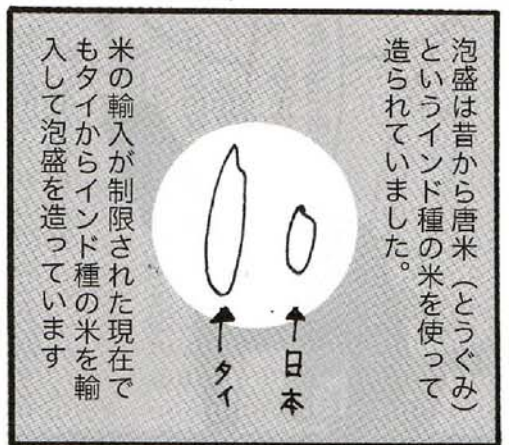 泡盛は昔から唐米（とうぐみ）
というインド種の米を使って
造られていました。
日本
タイ
米の輸入が制限された現在で
もタイからインド種の米を輸
入して泡盛を造っています